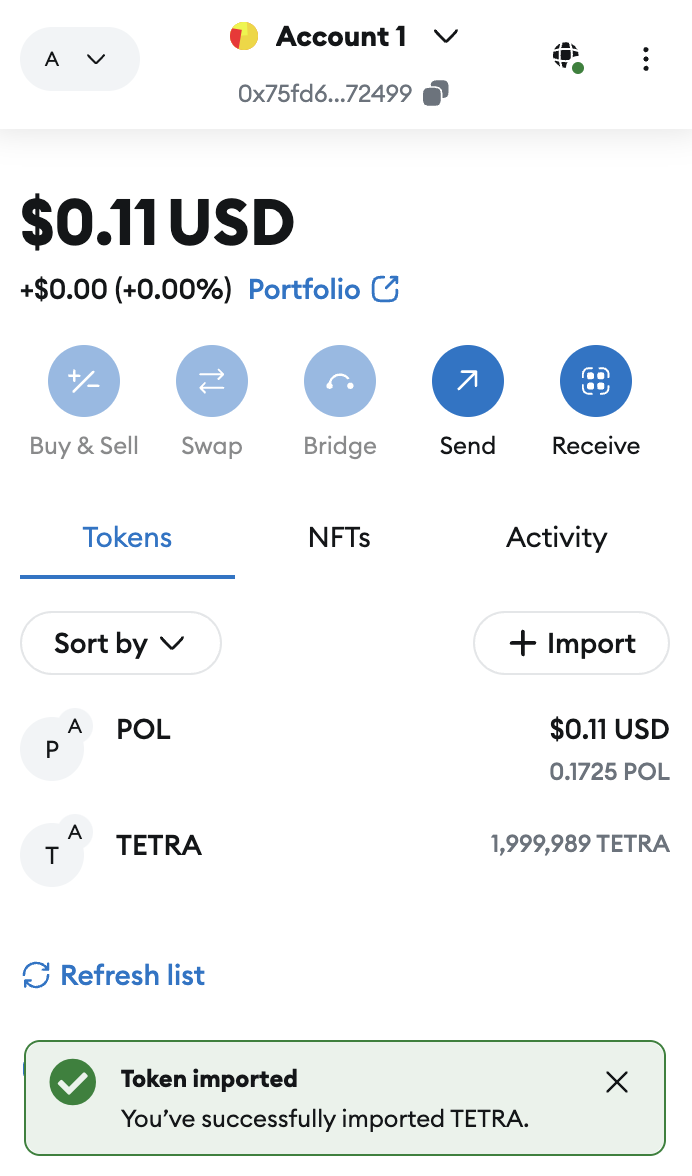 A
Account 1
0x75fd6...72499
$0.11 USD
+$0.00 (+0.00%) Portfolio
Buy & Sell
Swap
Bridge
Send
Receive
Tokens
NFTs
Activity
Sort by
Import
P A
POL
$0.11 USD
0.1725 POL
T A
TETRA
1,999,989 TETRA
Refresh list
Token imported
You’ve successfully imported TETRA.